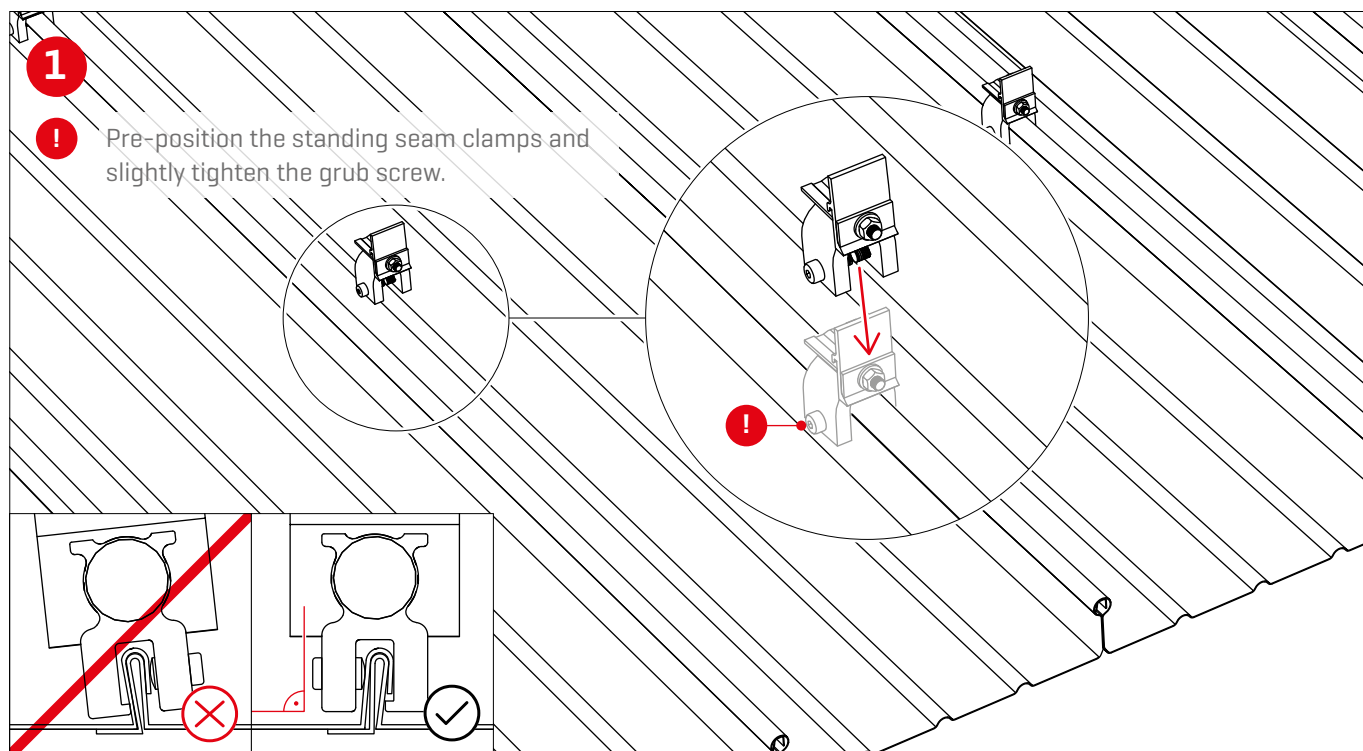 1
! Pre-position the standing seam clamps and
slightly tighten the grub screw.
!